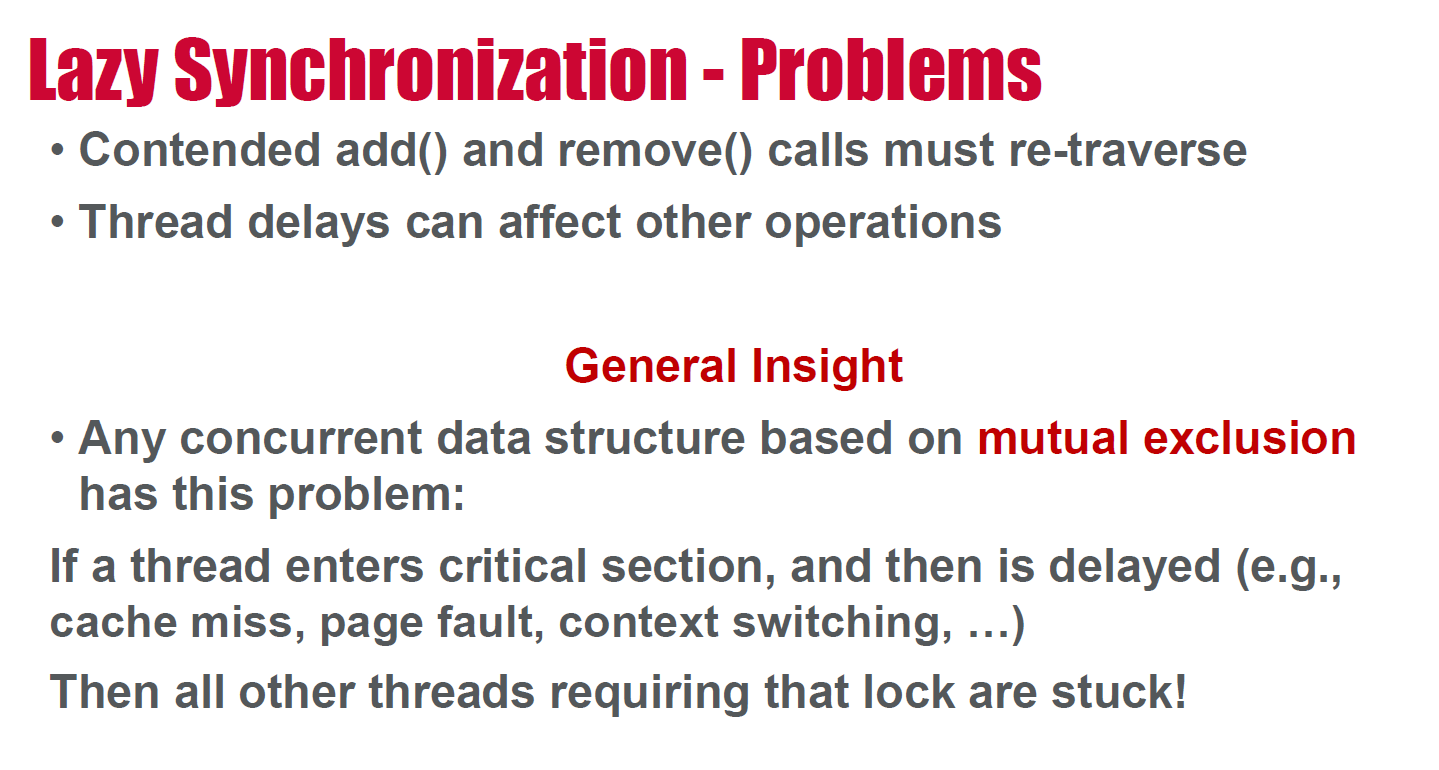 Lazy Synchronization - Problems
• Contended add() and remove() calls must re-traverse
• Thread delays can affect other operations
General Insight
• Any concurrent data structure based on mutual exclusion
has this problem:
If a thread enters critical section, and then is delayed (e.g.,
cache miss, page fault, context switching, …)
Then all other threads requiring that lock are stuck!